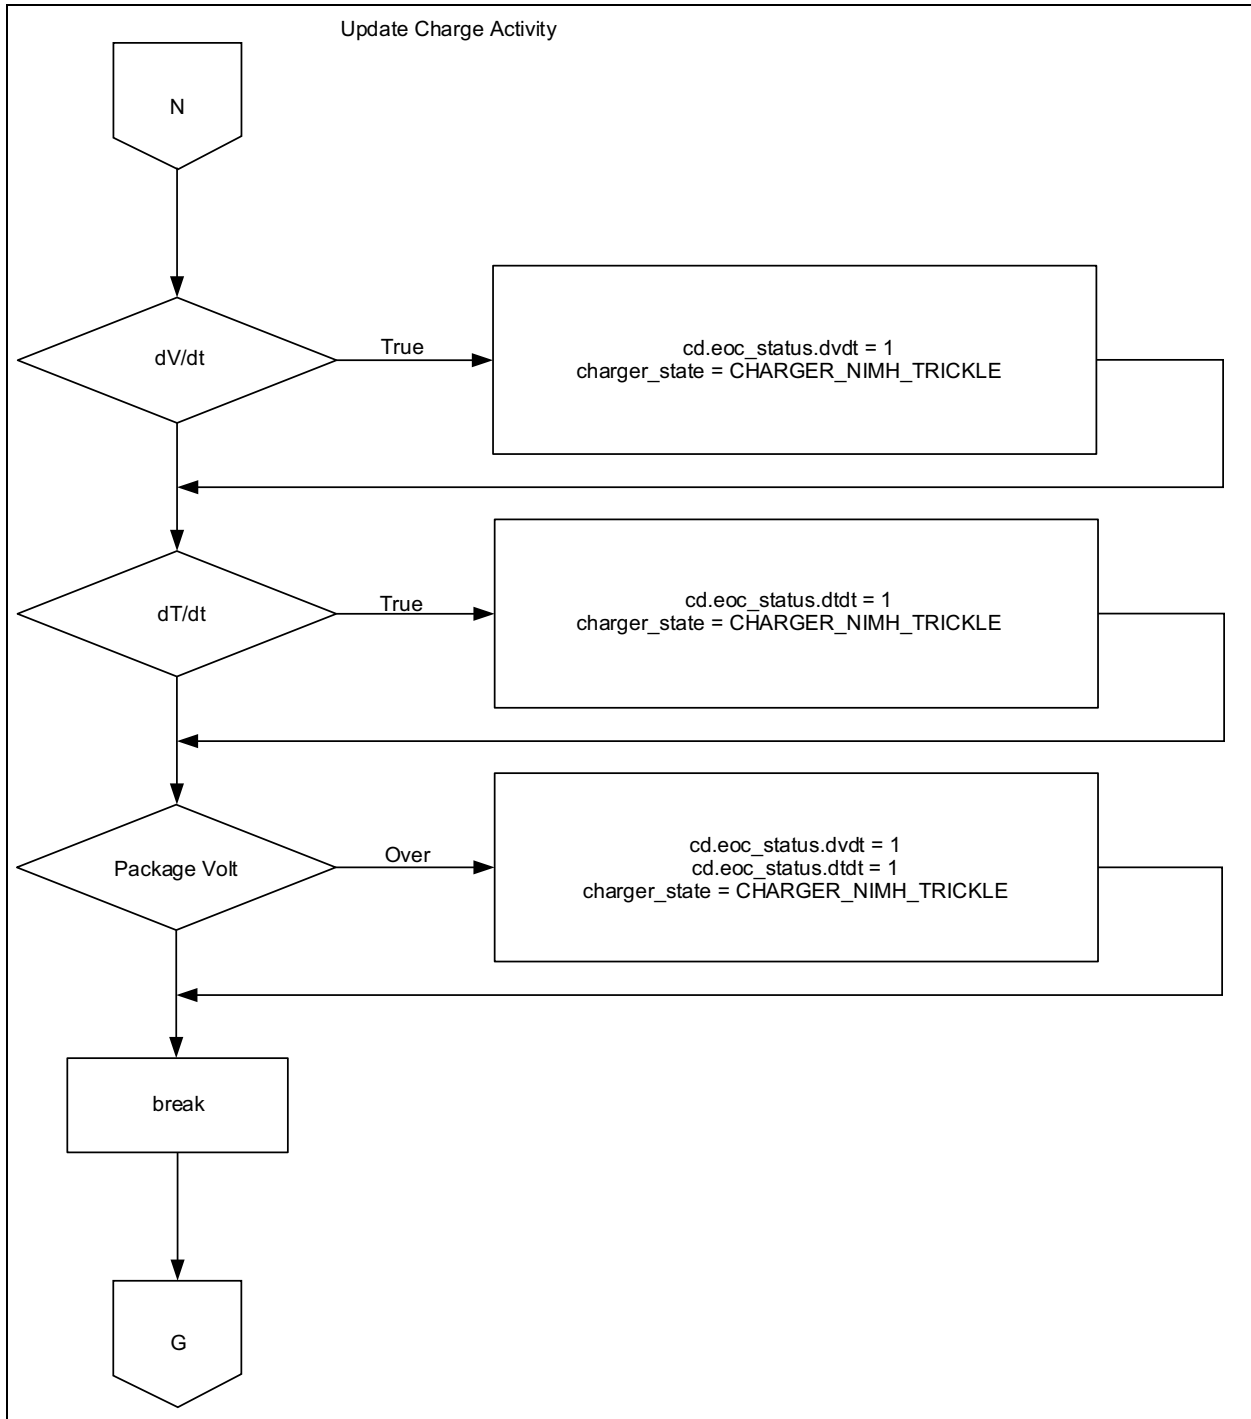 Update Charge Activity
N
dV/dt
True
cd.eoc_status.dvdt = 1
charger_state = CHARGER_NIMH_TRICKLE
dT/dt
True
cd.eoc_status.dtdt = 1
charger_state = CHARGER_NIMH_TRICKLE
Package Volt
Over
cd.eoc_status.dvdt = 1
cd.eoc_status.dtdt = 1
charger_state = CHARGER_NIMH_TRICKLE
break
G